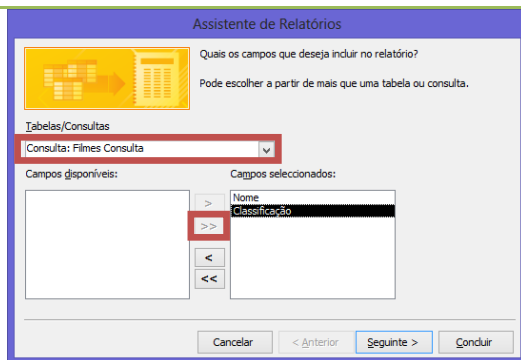 Assistente de Relatórios
Quais os campos que deseja incluir no relatório?
Pode escolher a partir de mais que uma tabela ou consulta.
Tabelas/Consultas
Consulta: Filmes Consulta
Campos disponíveis:
Campos seleccionados:
Nome
Classificação
>
>>
<
<<
Cancelar
< Anterior
Seguinte >
Concluir